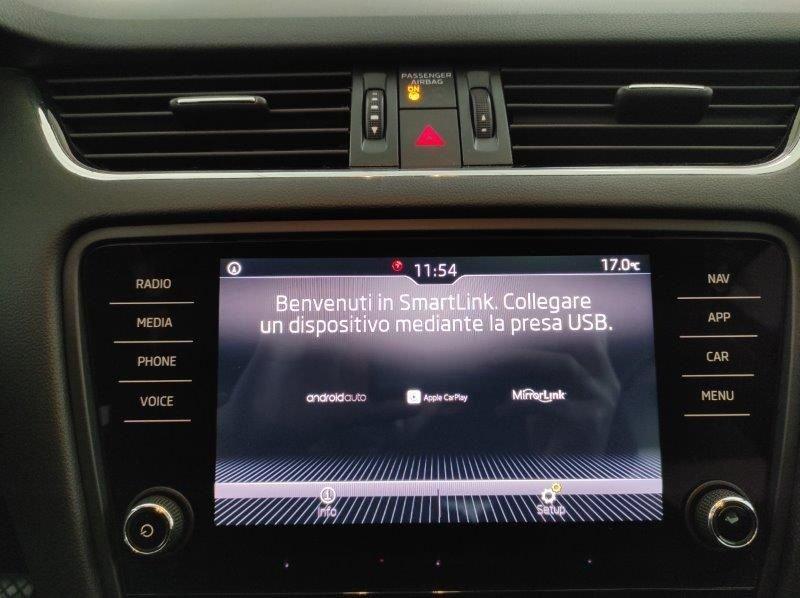 PASSENGER
AIRBAG
ON
RADIO
MEDIA
PHONE
VOICE
11:54
17.0°C
Benvenuti in SmartLink. Collegare
un dispositivo mediante la presa USB.
androidauto
Apple CarPlay
MirrorLink
Info
Setup
NAV
APP
CAR
MENU